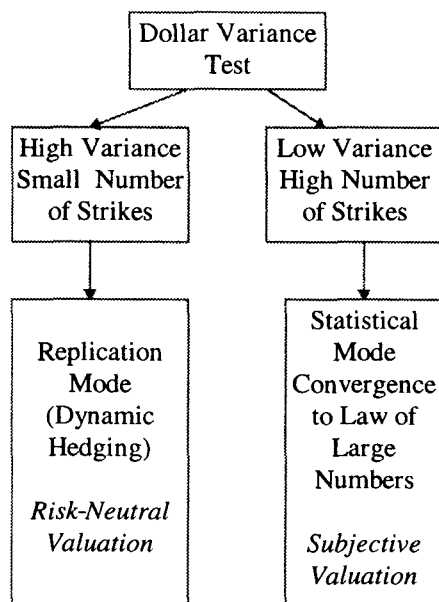 Dollar Variance
Test
High Variance
Small Number
of Strikes
Low Variance
High Number
of Strikes
Replication
Mode
(Dynamic
Hedging)
Risk-Neutral
Valuation
Statistical
Mode
Convergence
to Law of
Large
Numbers
Subjective
Valuation